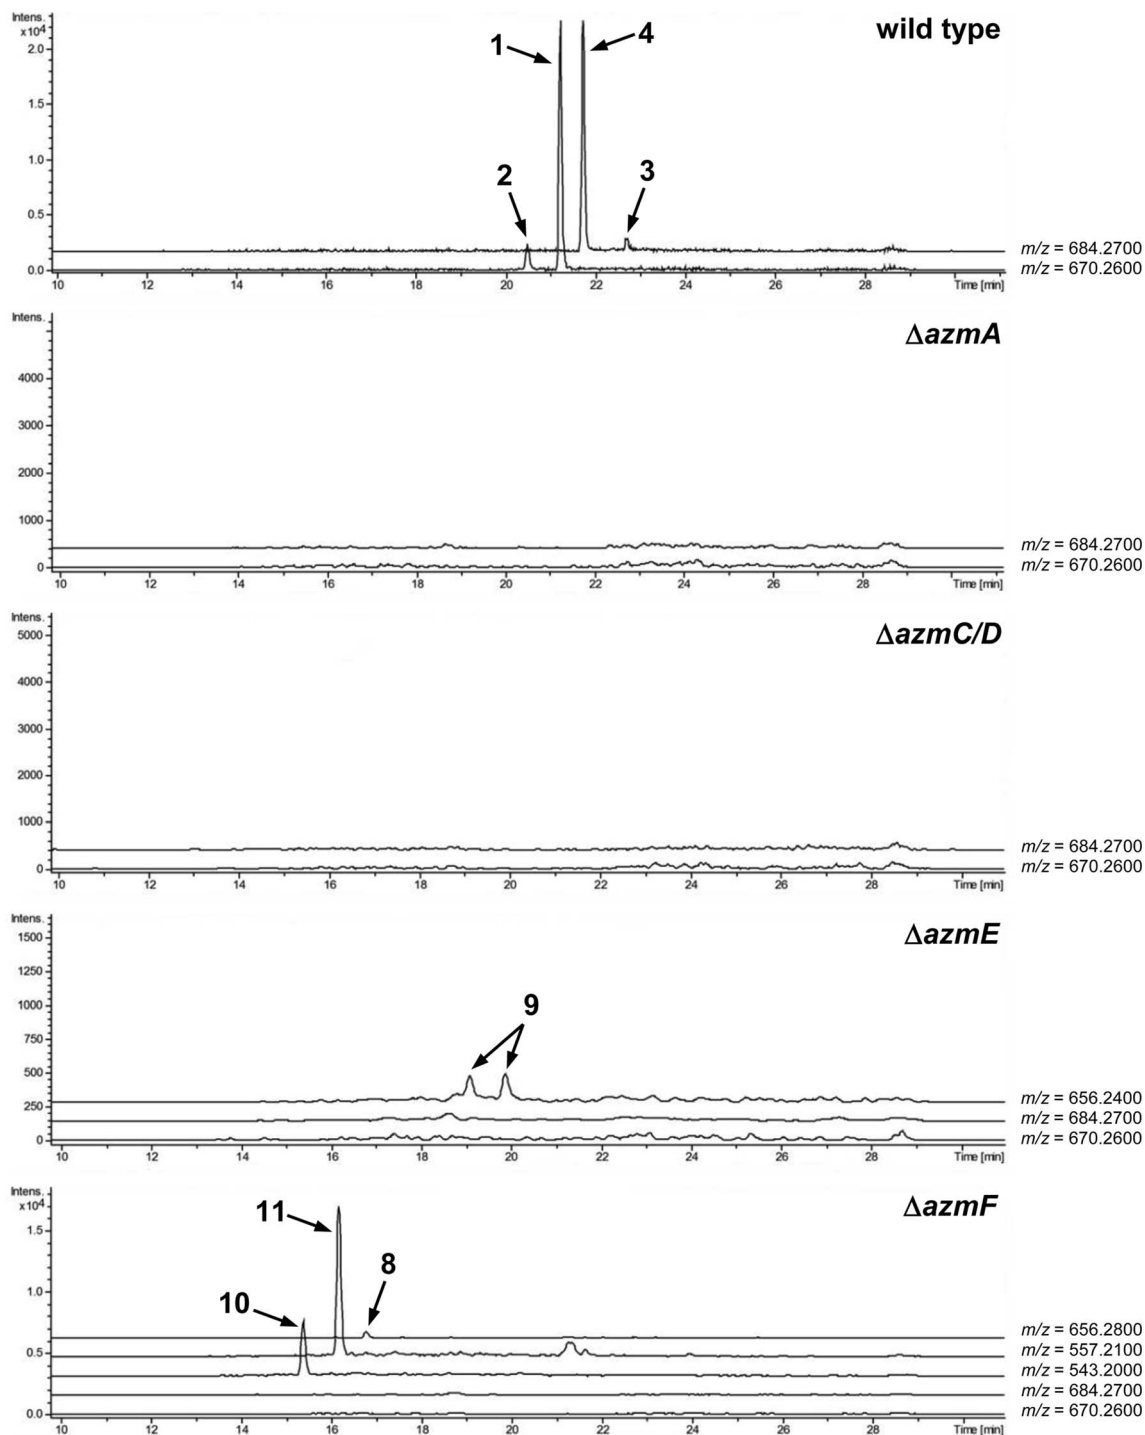 Intens.
x10⁴
wild type
2.0
1
4
1.5
1.0
2
3
0.5
m/z = 684.2700
0.0
m/z = 670.2600
10 12 14 16 18 20 22 24 26 28 Time [min]
Intens.
ΔazmA
4000
3000
2000
1000
m/z = 684.2700
0
m/z = 670.2600
10 12 14 16 18 20 22 24 26 28 Time [min]
Intens.
ΔazmC/D
5000
4000
3000
2000
1000
m/z = 684.2700
0
m/z = 670.2600
10 12 14 16 18 20 22 24 26 28 Time [min]
Intens.
ΔazmE
1500
1250
1000
9
750
500
m/z = 656.2400
250
m/z = 684.2700
0
m/z = 670.2600
10 12 14 16 18 20 22 24 26 28 Time [min]
Intens.
x10⁴
ΔazmF
11
1.5
8
1.0
10
m/z = 656.2800
0.5
m/z = 557.2100
m/z = 543.2000
m/z = 684.2700
0.0
m/z = 670.2600
10 12 14 16 18 20 22 24 26 28 Time [min]